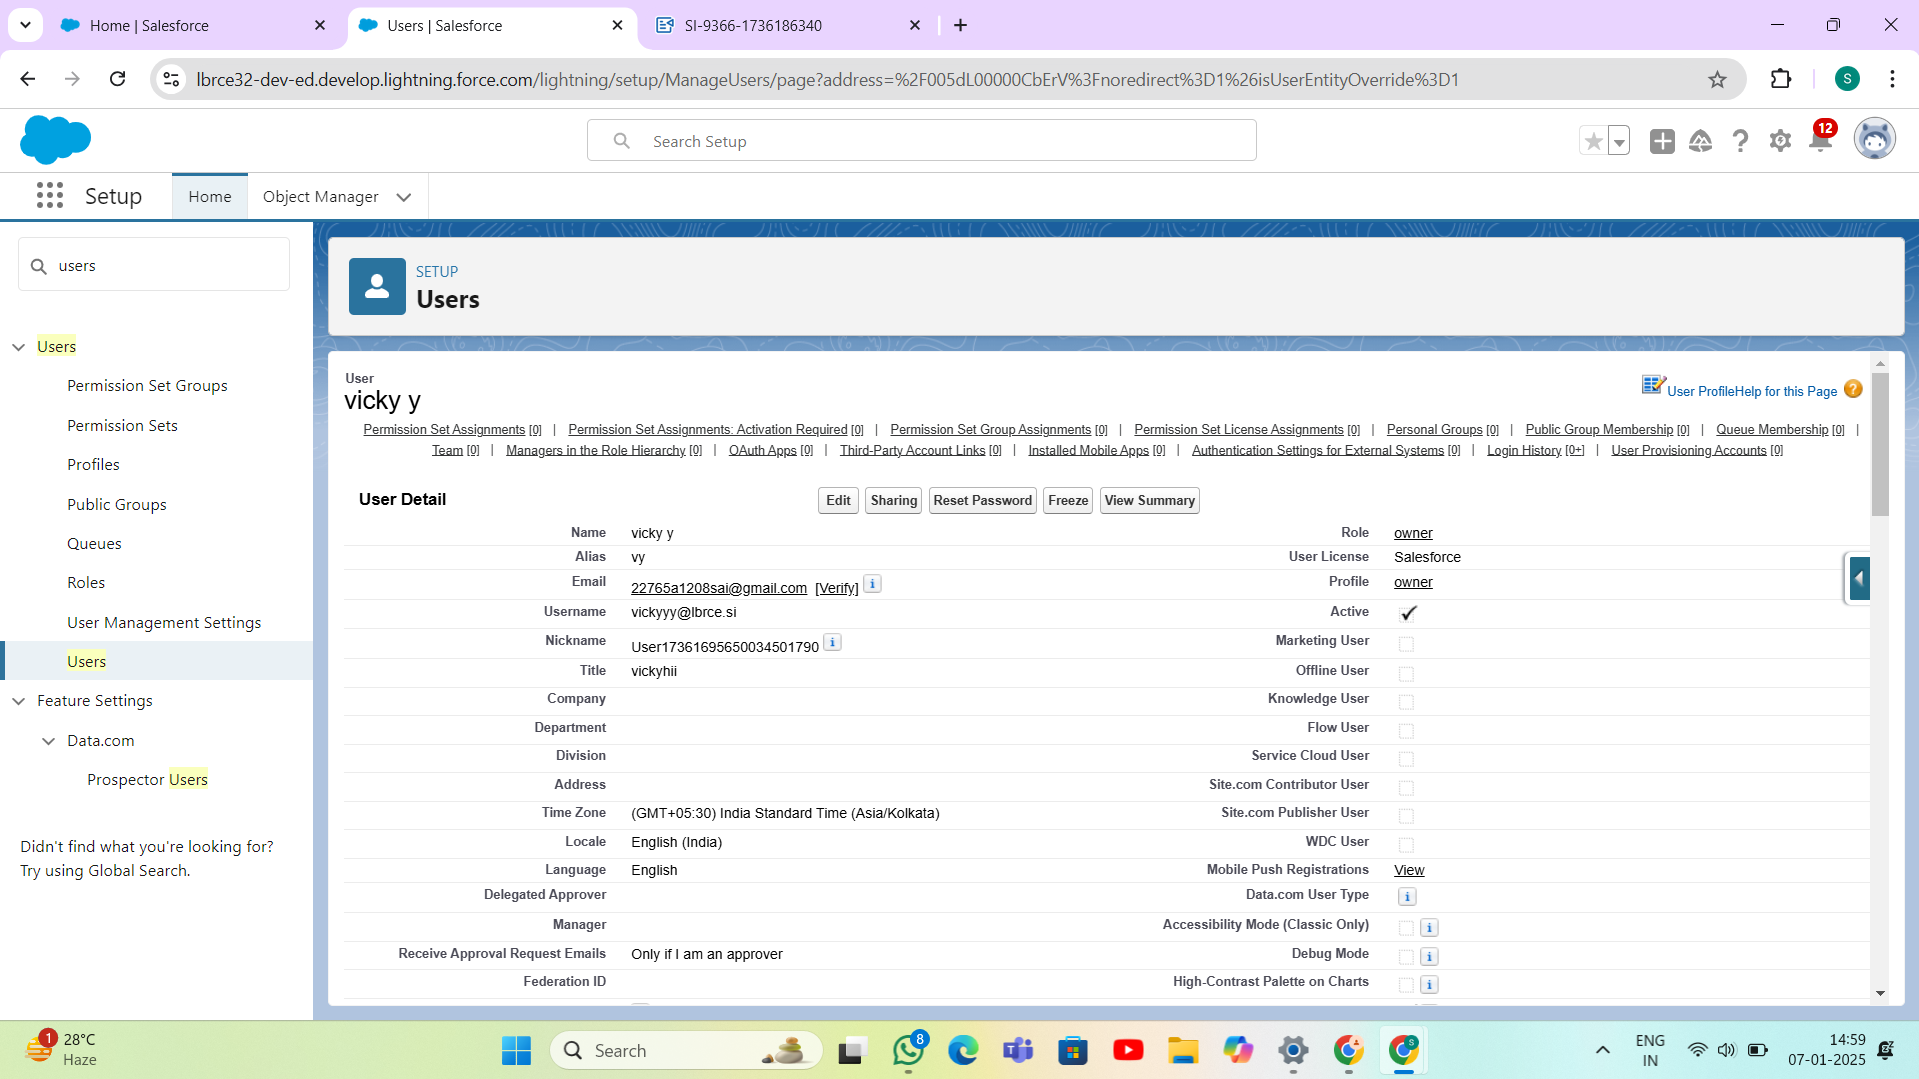 Home | Salesforce
Users | Salesforce
SI-9366-1736186340
lbrce32-dev-ed.develop.lightning.force.com/lightning/setup/ManageUsers/page?address=%2F005dL00000CbErV%3Fnoredirect%3D1%26isUserEntityOverride%3D1
S
Search Setup
12
Setup
Home
Object Manager
users
SETUP
Users
Users
Permission Set Groups
Permission Sets
Profiles
Public Groups
Queues
Roles
User Management Settings
Users
Feature Settings
Data.com
Prospector Users
Didn't find what you're looking for?
Try using Global Search.
User
vicky y
User Profile Help for this Page ?
Permission Set Assignments [0] | Permission Set Assignments: Activation Required [0] | Permission Set Group Assignments [0] | Permission Set License Assignments [0] | Personal Groups [0] | Public Group Membership [0] | Queue Membership [0] |
Team [0] | Managers in the Role Hierarchy [0] | OAuth Apps [0] | Third-Party Account Links [0] | Installed Mobile Apps [0] | Authentication Settings for External Systems [0] | Login History [0+] | User Provisioning Accounts [0]
User Detail
Edit Sharing Reset Password Freeze View Summary
Name vicky y Role owner
Alias vy User License Salesforce
Email 22765a1208sai@gmail.com [Verify] i Profile owner
Username vickyyy@lbrce.si Active
Nickname User17361695650034501790 i Marketing User
Title vickyhii Offline User
Company Knowledge User
Department Flow User
Division Service Cloud User
Address Site.com Contributor User
Time Zone (GMT+05:30) India Standard Time (Asia/Kolkata) Site.com Publisher User
Locale English (India) WDC User
Language English Mobile Push Registrations View
Delegated Approver Data.com User Type i
Manager Accessibility Mode (Classic Only) i
Receive Approval Request Emails Only if I am an approver Debug Mode i
Federation ID High-Contrast Palette on Charts i
1
28°C
Haze
Search
8
S
ENG
IN
14:59
07-01-2025